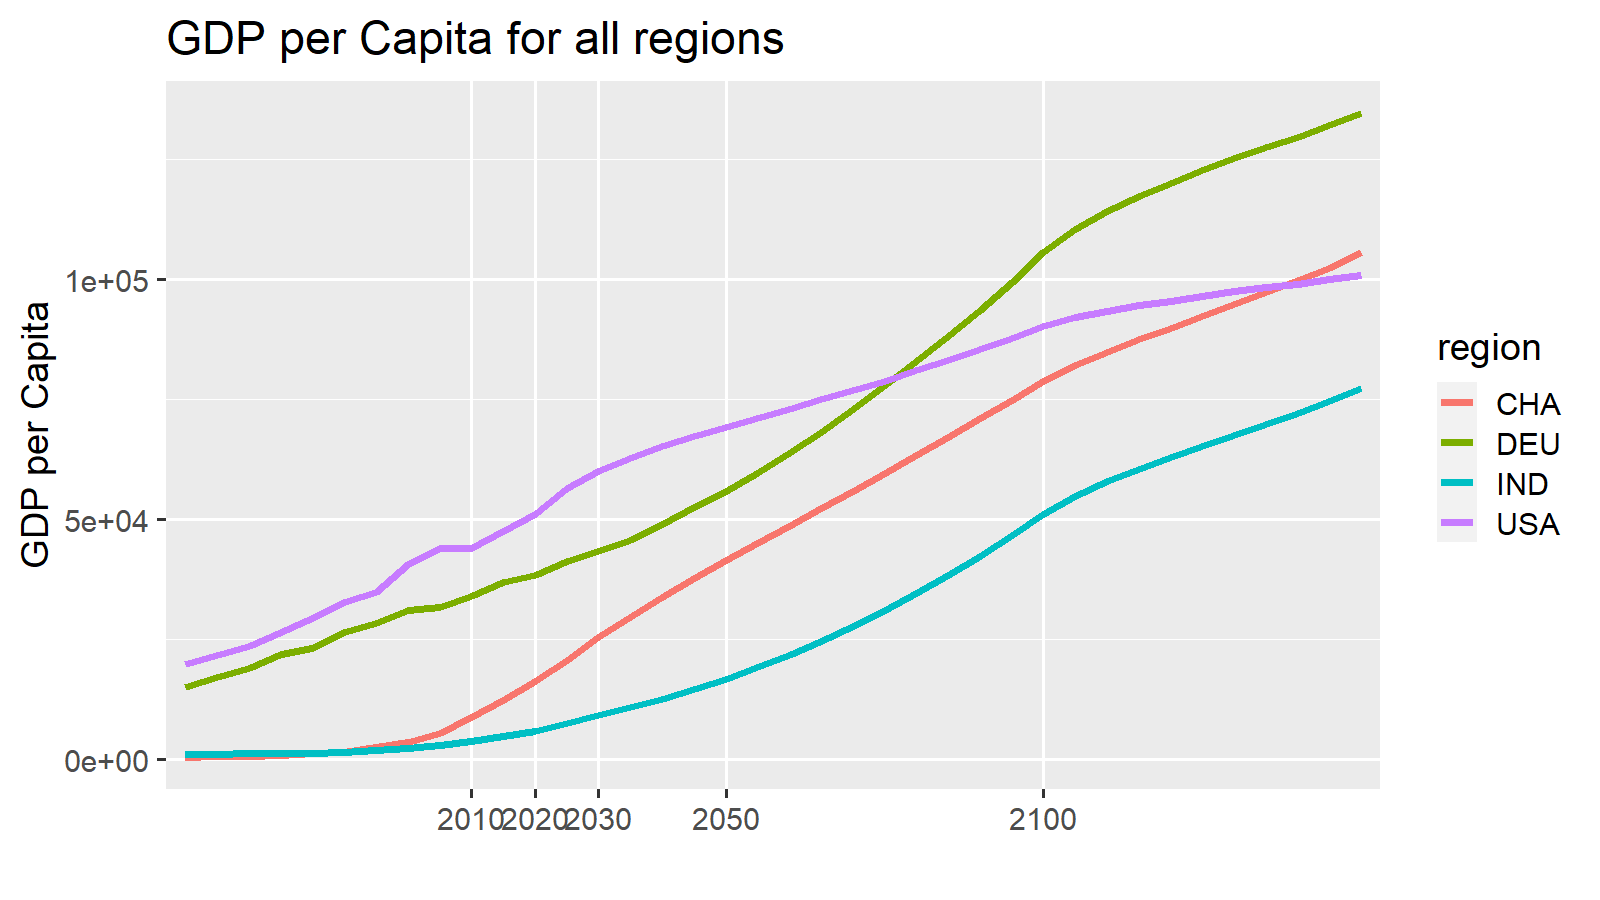 GDP per Capita for all regions
GDP per Capita
1e+05
5e+04
0e+00
2010 2020 2030 2050 2100
region
CHA
DEU
IND
USA